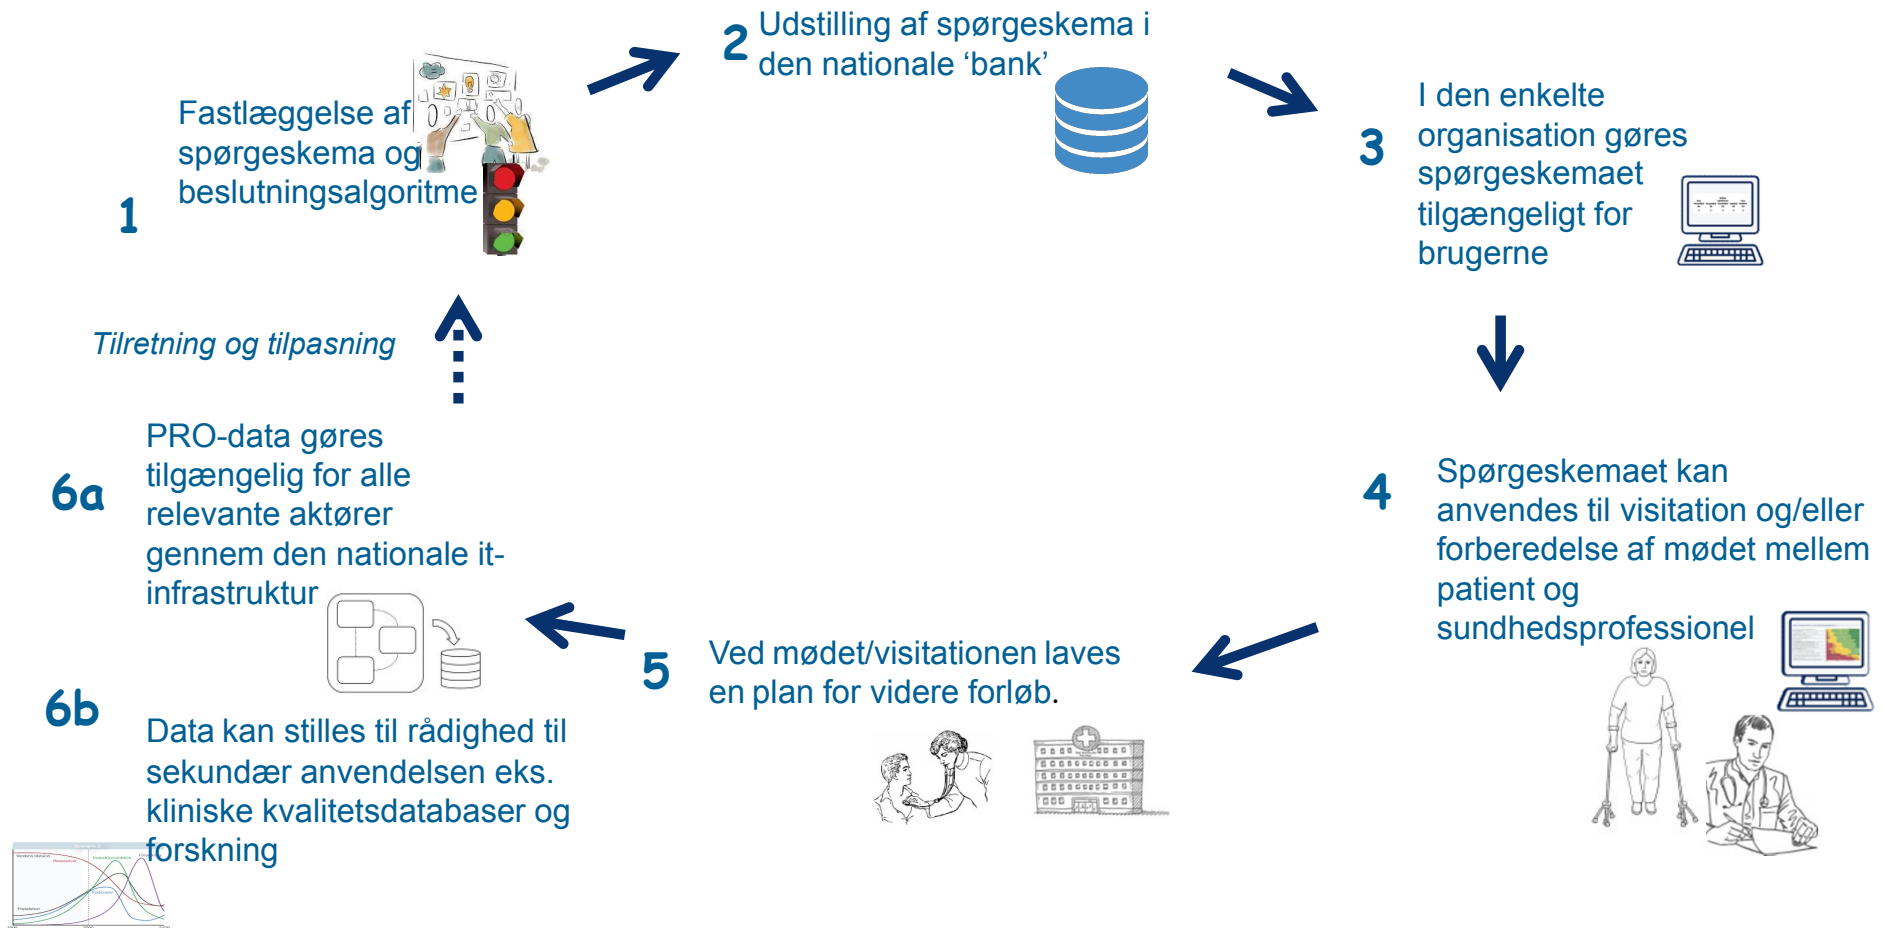 1
Fastlæggelse af
spørgeskema og
beslutningsalgoritme
2
Udstilling af spørgeskema i
den nationale ‘bank’
3
I den enkelte
organisation gøres
spørgeskemaet
tilgængeligt for
brugerne
4
Spørgeskemaet kan
anvendes til visitation og/eller
forberedelse af mødet mellem
patient og
sundhedsprofessionel
5
Ved mødet/visitationen laves
en plan for videre forløb.
6a
PRO-data gøres
tilgængelig for alle
relevante aktører
gennem den nationale it-
infrastruktur
6b
Data kan stilles til rådighed til
sekundær anvendelsen eks.
kliniske kvalitetsdatabaser og
forskning
Tilretning og tilpasning